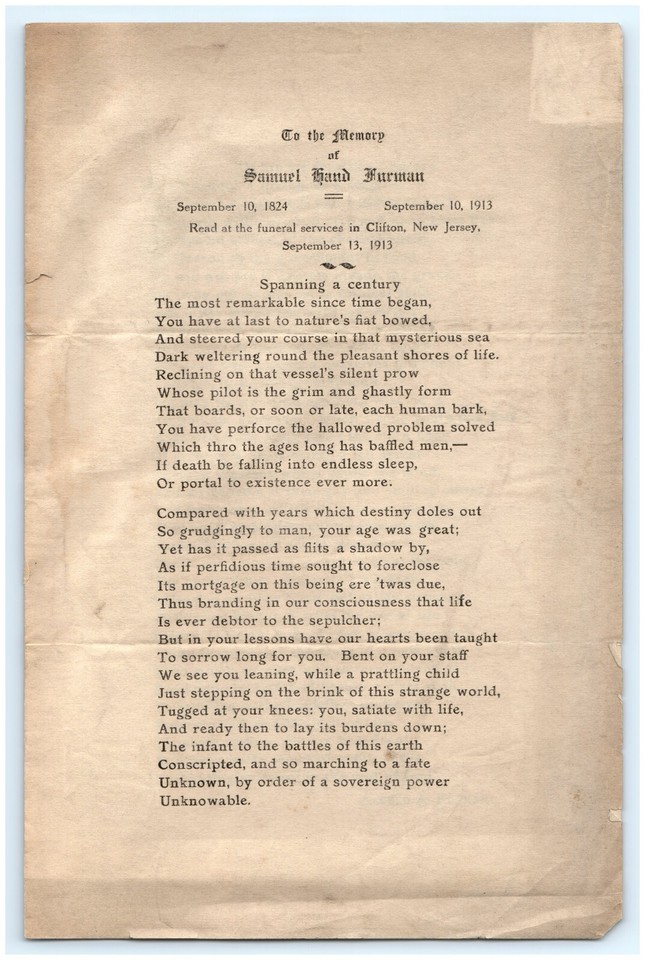 To the Memory
of
Samuel Hand Furman
September 10, 1824 September 10, 1913
Read at the funeral services in Clifton, New Jersey,
September 13, 1913
Spanning a century
The most remarkable since time began,
You have at last to nature's fiat bowed,
And steered your course in that mysterious sea
Dark weltering round the pleasant shores of life.
Reclining on that vessel's silent prow
Whose pilot is the grim and ghastly form
That boards, or soon or late, each human bark,
You have perforce the hallowed problem solved
Which thro the ages long has baffled men,—
If death be falling into endless sleep,
Or portal to existence ever more.
Compared with years which destiny doles out
So grudgingly to man, your age was great;
Yet has it passed as flits a shadow by,
As if perfidious time sought to foreclose
Its mortgage on this being ere 'twas due,
Thus branding in our consciousness that life
Is ever debtor to the sepulcher;
But in your lessons have our hearts been taught
To sorrow long for you. Bent on your staff
We see you leaning, while a prattling child
Just stepping on the brink of this strange world,
Tugged at your knees: you, satiate with life,
And ready then to lay its burdens down;
The infant to the battles of this earth
Conscripted, and so marching to a fate
Unknown, by order of a sovereign power
Unknowable.